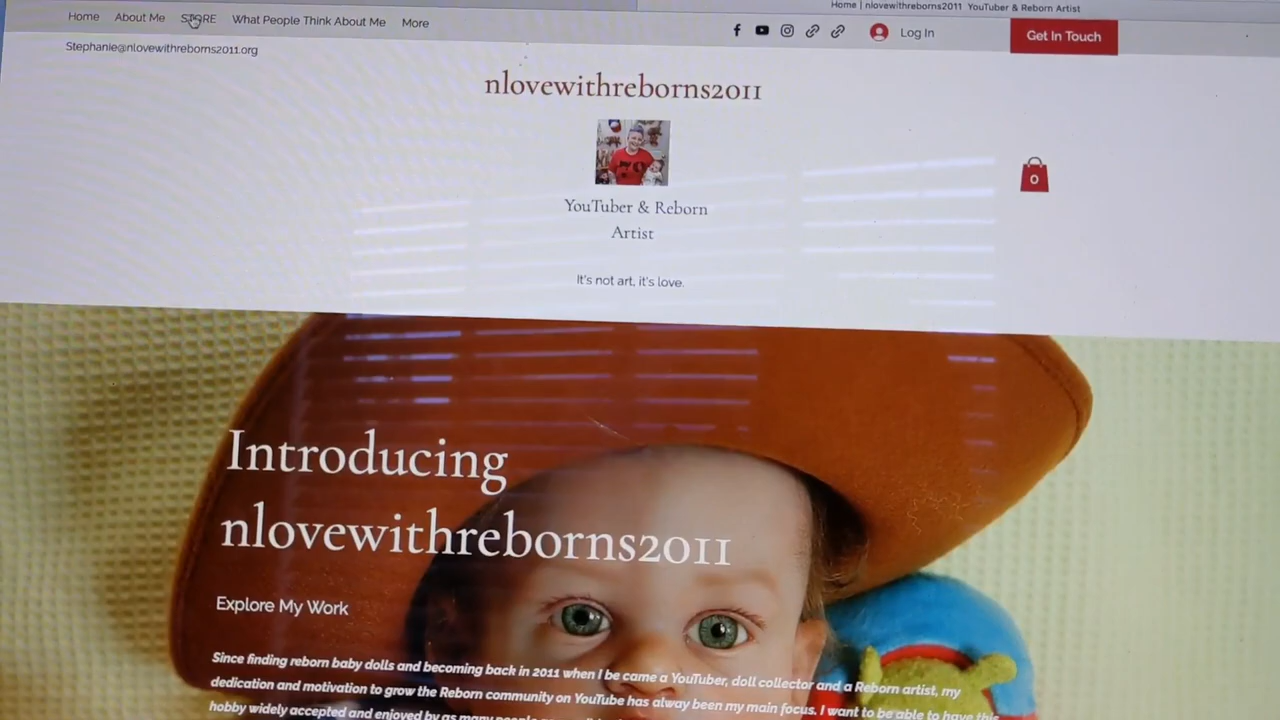 Home | nlovewithreborns2011 YouTuber & Reborn Artist
Home About Me STORE What People Think About Me More
Log In
Get In Touch
Stephanie@nlovewithreborns2011.org
nlovewithreborns2011
0
YouTuber & Reborn
Artist
It's not art, it's love.
Introducing
nlovewithreborns2011
Explore My Work
Since finding reborn baby dolls and becoming back in 2011 when I became a YouTuber, doll collector and a Reborn artist, my
dedication and motivation to grow the Reborn community on YouTube has alway been my main focus. I want to be able to have this
hobby widely accepted and enjoyed by as many people